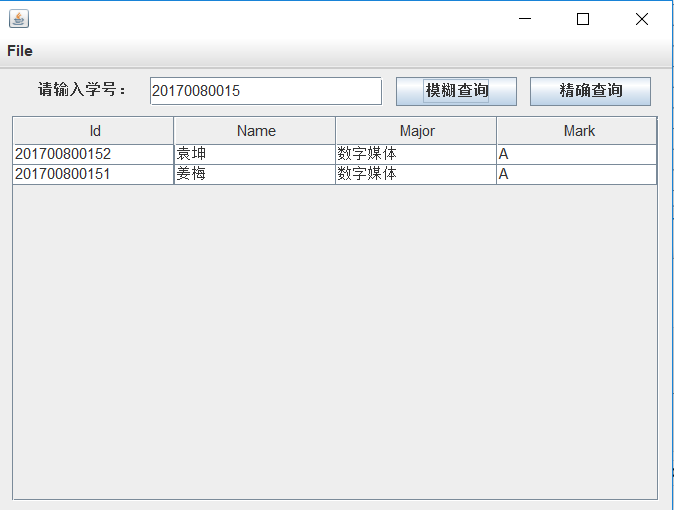 File
请输入学号： 20170080015 模糊查询 精确查询
Id Name Major Mark
201700800152 袁坤 数字媒体 A
201700800151 姜梅 数字媒体 A